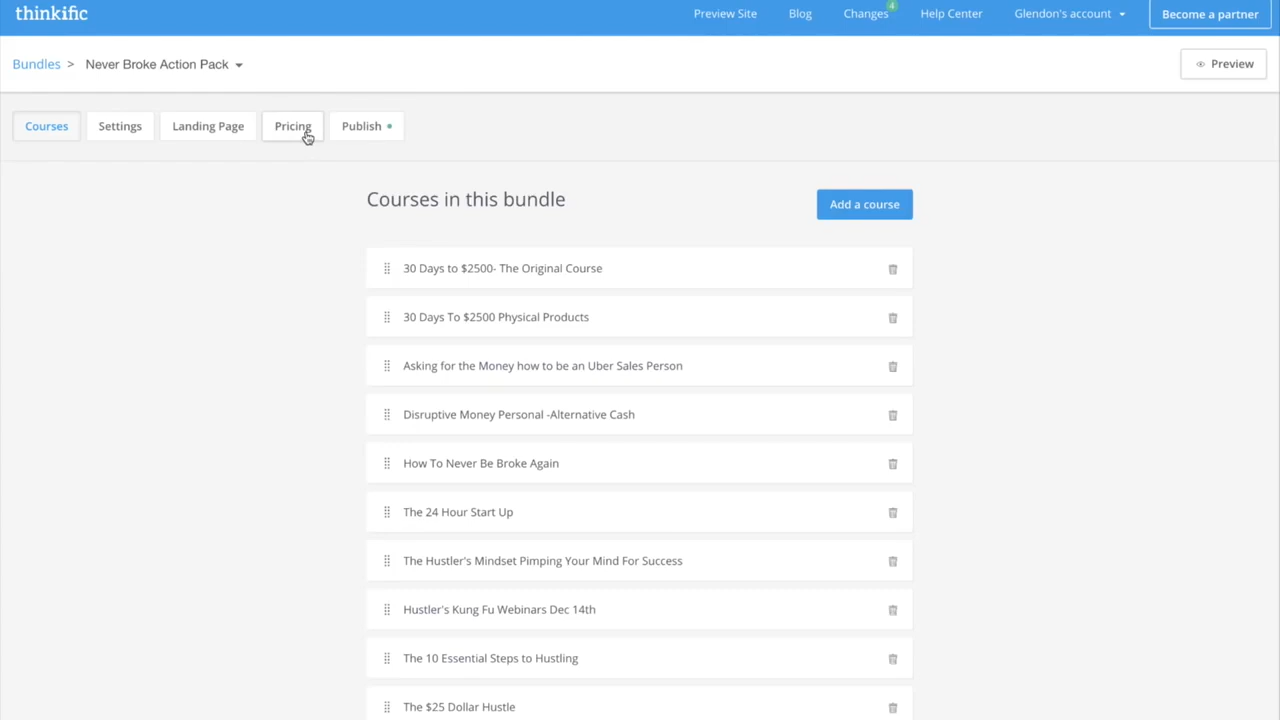 thinkific
Preview Site
Blog
Changes
4
Help Center
Glendon's account
Become a partner
Bundles > Never Broke Action Pack
Preview
Courses
Settings
Landing Page
Pricing
Publish
Courses in this bundle
Add a course
30 Days to $2500- The Original Course
30 Days To $2500 Physical Products
Asking for the Money how to be an Uber Sales Person
Disruptive Money Personal -Alternative Cash
How To Never Be Broke Again
The 24 Hour Start Up
The Hustler's Mindset Pimping Your Mind For Success
Hustler's Kung Fu Webinars Dec 14th
The 10 Essential Steps to Hustling
The $25 Dollar Hustle